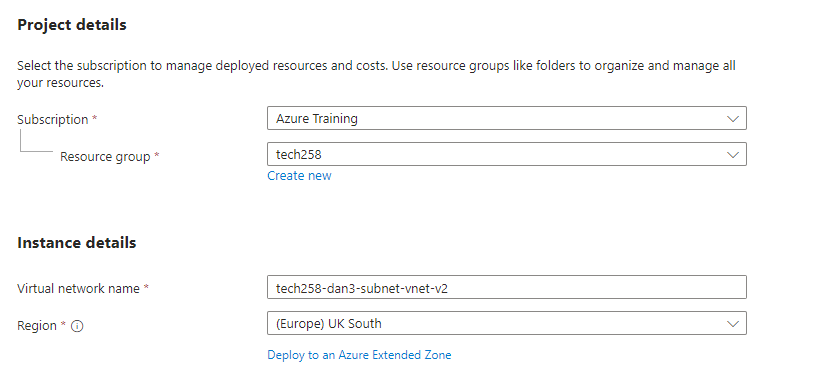 Project details
Select the subscription to manage deployed resources and costs. Use resource groups like folders to organize and manage all
your resources.
Subscription *
Azure Training
Resource group *
tech258
Create new
Instance details
Virtual network name *
tech258-dan3-subnet-vnet-v2
Region *
(Europe) UK South
Deploy to an Azure Extended Zone